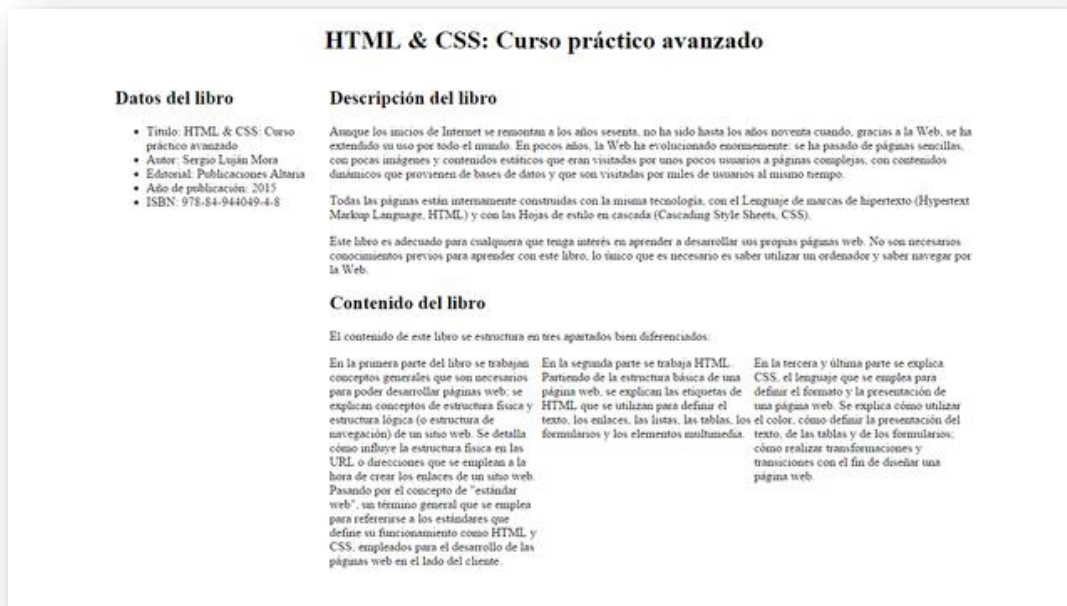 HTML & CSS: Curso práctico avanzado
Datos del libro
• Titulo: HTML & CSS: Curso
práctico avanzado
• Autor: Sergio Luján Mora
• Editorial: Publicaciones Altaria
• Año de publicación: 2015
• ISBN: 978-84-944049-4-8
Descripción del libro
Aunque los inicios de Internet se remontan a los años sesenta, no ha sido hasta los años noventa cuando, gracias a la Web, se ha
extendido su uso por todo el mundo. En pocos años, la Web ha evolucionado enormemente: se ha pasado de páginas sencillas,
con pocas imágenes y contenidos estáticos que eran visitadas por unos pocos usuarios a páginas complejas, con contenidos
dinámicos que provienen de bases de datos y que son visitadas por miles de usuarios al mismo tiempo.
Todas las páginas están internamente construidas con la misma tecnología, con el Lenguaje de marcas de hipertexto (Hypertext
Markup Language, HTML) y con las Hojas de estilo en cascada (Cascading Style Sheets, CSS).
Este libro es adecuado para cualquiera que tenga interés en aprender a desarrollar sus propias páginas web. No son necesarios
conocimientos previos para aprender con este libro, lo único que es necesario es saber utilizar un ordenador y saber navegar por
la Web.
Contenido del libro
El contenido de este libro se estructura en tres apartados bien diferenciados:
En la primera parte del libro se trabajan
conceptos generales que son necesarios
para poder desarrollar páginas web: se
explican conceptos de estructura física y
estructura lógica (o estructura de
navegación) de un sitio web. Se detalla
cómo influye la estructura física en las
URL o direcciones que se emplean a la
hora de crear los enlaces de un sitio web.
Pasando por el concepto de "estándar
web", un término general que se emplea
para refererirse a los estándares que
define su funcionamiento como HTML y
CSS, empleados para el desarrollo de las
páginas web en el lado del cliente.
En la segunda parte se trabaja HTML.
Partiendo de la estructura básica de una
página web, se explican las etiquetas de
HTML que se utilizan para definir el
texto, los enlaces, las listas, las tablas, los
formularios y los elementos multimedia.
En la tercera y última parte se explica
CSS, el lenguaje que se emplea para
definir el formato y la presentación de
una página web. Se explica cómo utilizar
el color, cómo definir la presentación del
texto, de las tablas y de los formularios;
cómo realizar transformaciones y
transiciones con el fin de diseñar una
página web.